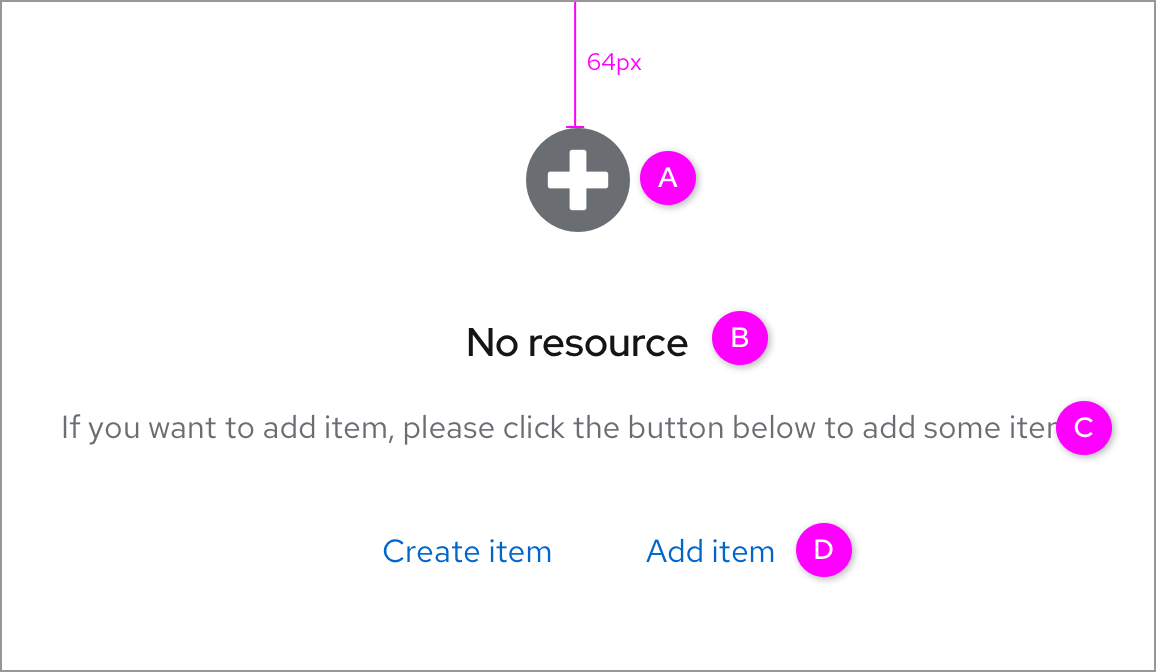 64px
A
No resource B
If you want to add item, please click the button below to add some C
Create item Add item D